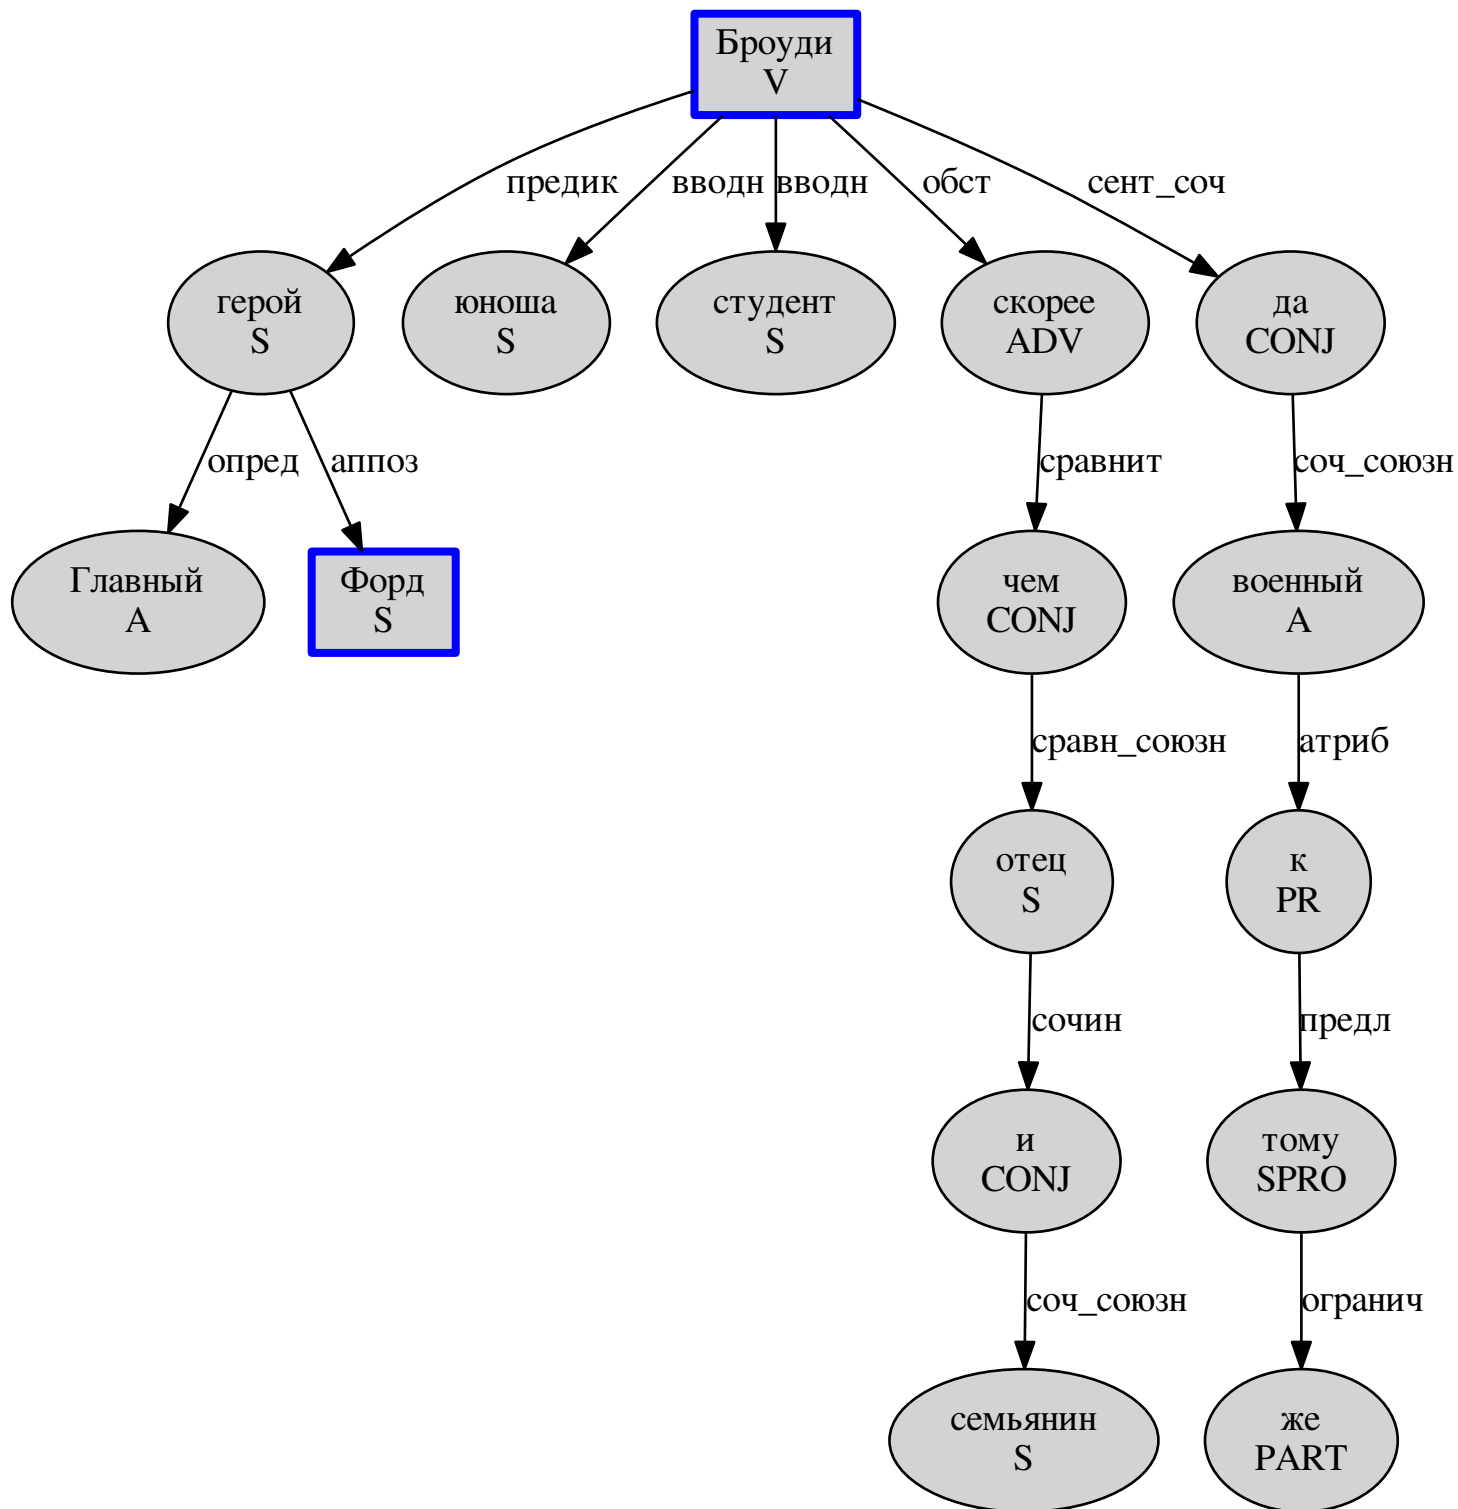 Броуди
V
предик
вводн
вводн
обст
сент_соч
герой
S
юноша
S
студент
S
скорее
ADV
да
CONJ
опред
аппоз
сравнит
соч_союзн
Главный
A
Форд
S
чем
CONJ
военный
A
сравн_союзн
атриб
отец
S
к
PR
сочин
предл
и
CONJ
тому
SPRO
соч_союзн
огранич
семьянин
S
же
PART